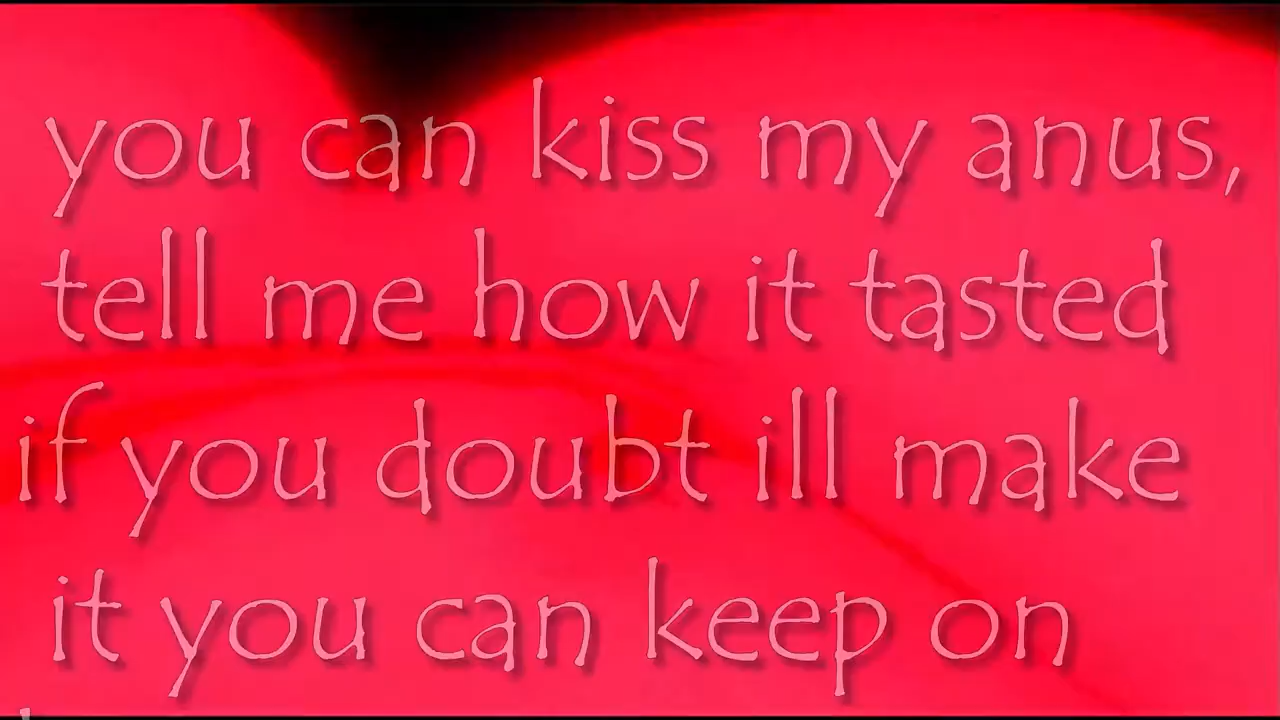 you can kiss my anus,
tell me how it tasted
if you doubt ill make
it you can keep on